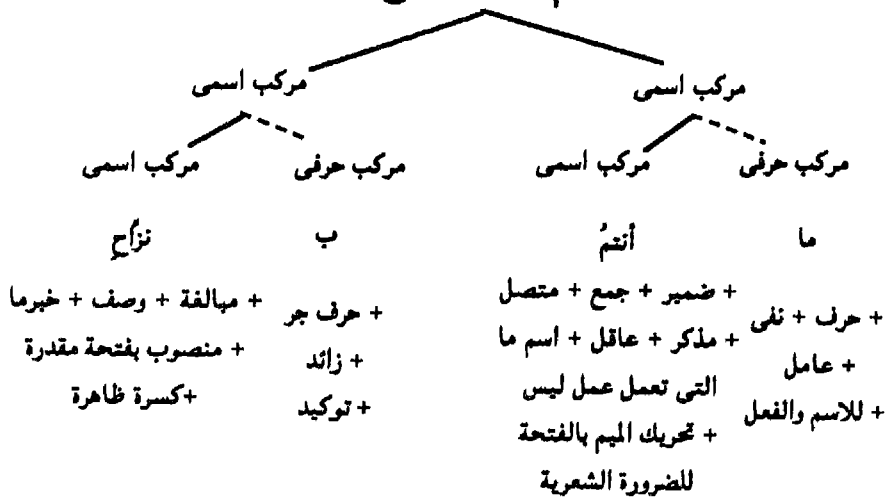 مركب اسمى
مركب اسمى
مركب حرفى
مركب اسمى
مركب حرفى
مركب اسمى
ما
أنتمُ
ب
نزَّاحِ
+ حرف + نفى
+ عامل
+ للاسم والفعل
+ ضمير + جمع + متصل
+ مذكر + عاقل + اسم ما
التى تعمل عمل ليس
+ تحريك الميم بالفتحة
للضرورة الشعرية
+ حرف جر
+ زائد
+ توكيد
+ مبالغة + وصف + خبرما
+ منصوب بفتحة مقدرة
+كسرة ظاهرة